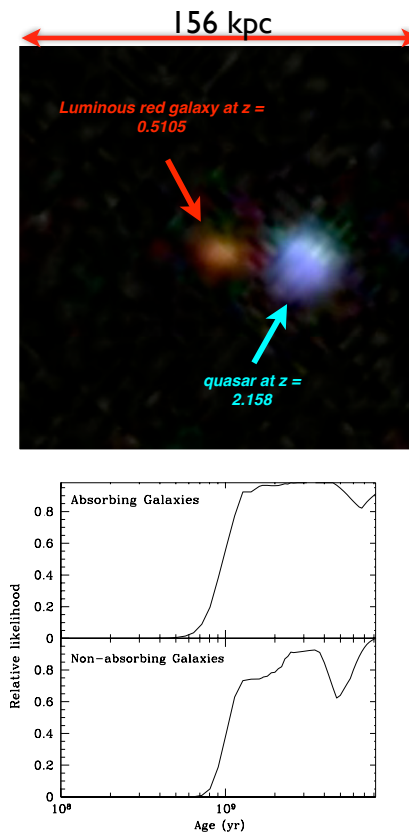 156 kpc
Luminous red galaxy at z =
0.5105
quasar at z =
2.158
Absorbing Galaxies
0.8
0.6
0.4
0.2
0
Non-absorbing Galaxies
0.8
0.6
0.4
0.2
0
Relative likelihood
10⁸
10⁹
Age (yr)